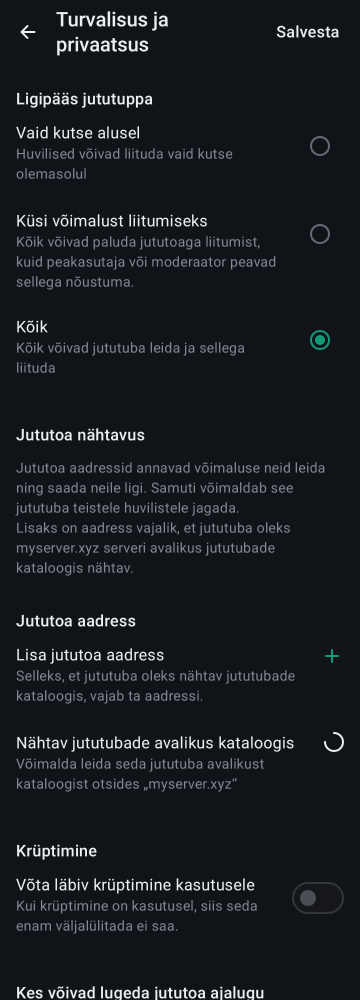 Turvalisus ja
privaatsus
Salvesta
Ligipääs jututuppa
Vaid kutse alusel
Huvilised võivad liituda vaid kutse
olemasolul
Küsi võimalust liitumiseks
Kõik võivad paluda jututoaga liitumist,
kuid peakasutaja või moderaator peavad
sellega nõustuma.
Kõik
Kõik võivad jututuba leida ja sellega
liituda
Jututoa nähtavus
Jututoa aadressid annavad võimaluse neid leida
ning saada neile ligi. Samuti võimaldab see
jututuba teistele huvilistele jagada.
Lisaks on aadress vajalik, et jututuba oleks
myserver.xyz serveri avalikus jututubade
kataloogis nähtav.
Jututoa aadress
Lisa jututoa aadress
Selleks, et jututuba oleks nähtav jututubade
kataloogis, vajab ta aadressi.
Nähtav jututubade avalikus kataloogis
Võimalda leida seda jututuba avalikust
kataloogist otsides „myserver.xyz“
Krüptimine
Võta läbiv krüptimine kasutusele
Kui krüptimine on kasutusel, siis seda
enam väljalülitada ei saa.
Kes võivad lugeda jututoa ajalugu